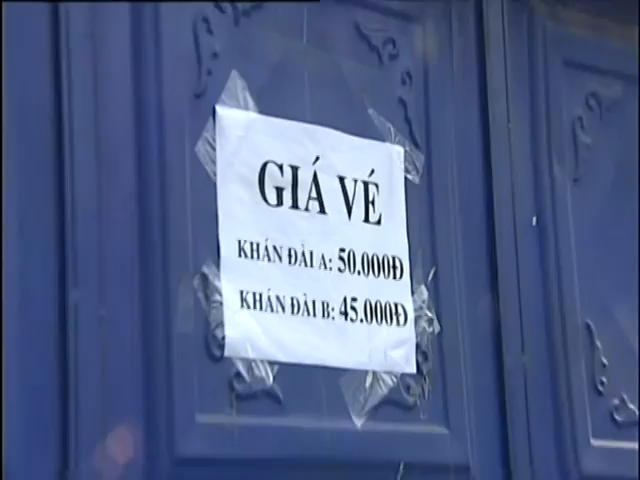 GIÁ VÉ
KHÁN ĐÀI A: 50.000Đ
KHÁN ĐÀI B: 45.000Đ